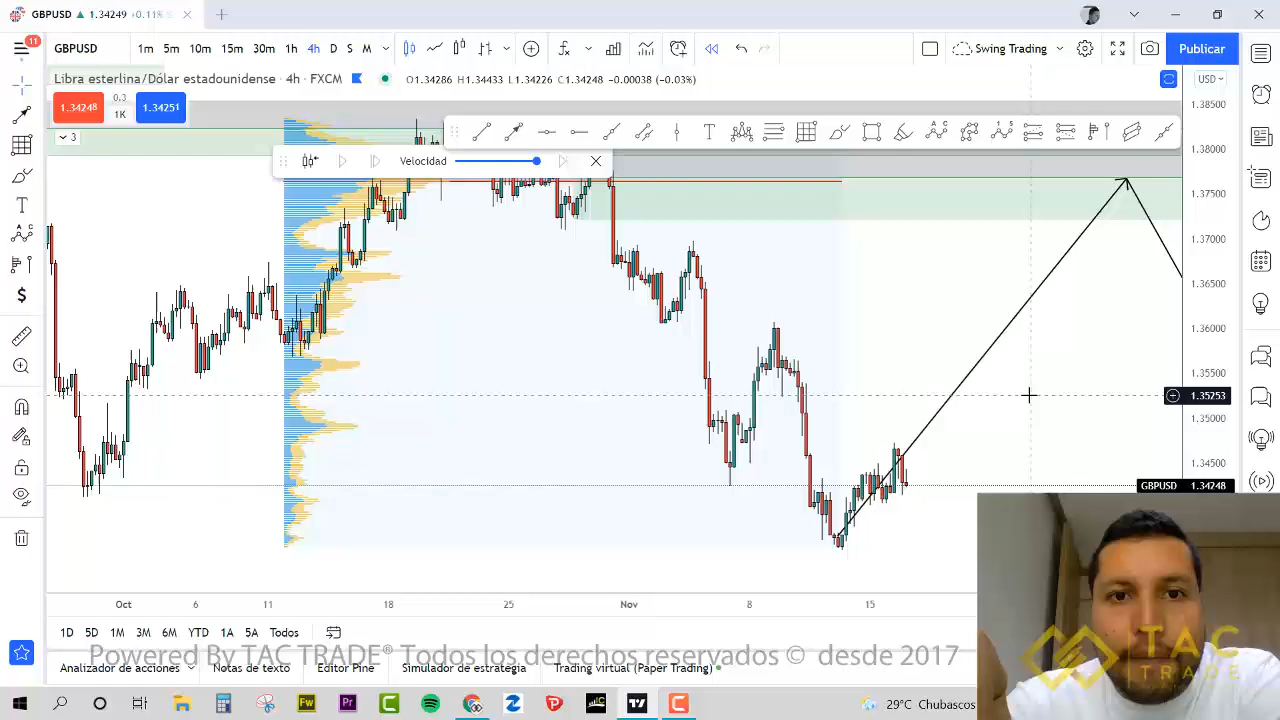 GBPUSD ▲ 1.34249 +0.11%
11
GBPUSD 1m 5m 10m 15m 30m 1h 4h D S M Swing Trading Publicar
Libra esterlina/Dólar estadounidense · 4h · FXCM O1.34286 H1.34433 L1.34226 C1.34248 −0.00038 (−0.03%) USD
1.34248 0.3 1K 1.34251
3
Velocidad
1.38500
1.38000
1.37500
1.37000
1.36500
1.36000
1.35500
1.35253
1.35000
1.34500
GBPUSD 1.34248
Oct 6 11 18 25 Nov 8 15
1D 5D 1M 3M 6M YTD 1A 5A Todos
Powered By TAC TRADE® Todos los derechos reservados © desde 2017
TAC
TRADE
Analizador de acciones Notas de texto Editor Pine Simulador de estrategia Trading virtual (Paper Trading)
Fw Pr 29°C Chubascos